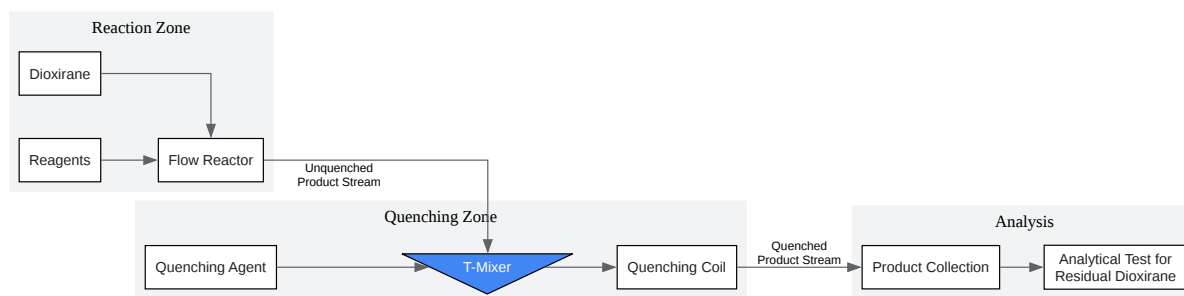 Reaction Zone
Dioxirane
Reagents
Flow Reactor
Unquenched
Product Stream
Quenching Zone
Quenching Agent
T-Mixer
Quenching Coil
Quenched
Product Stream
Analysis
Product Collection
Analytical Test for
Residual Dioxirane